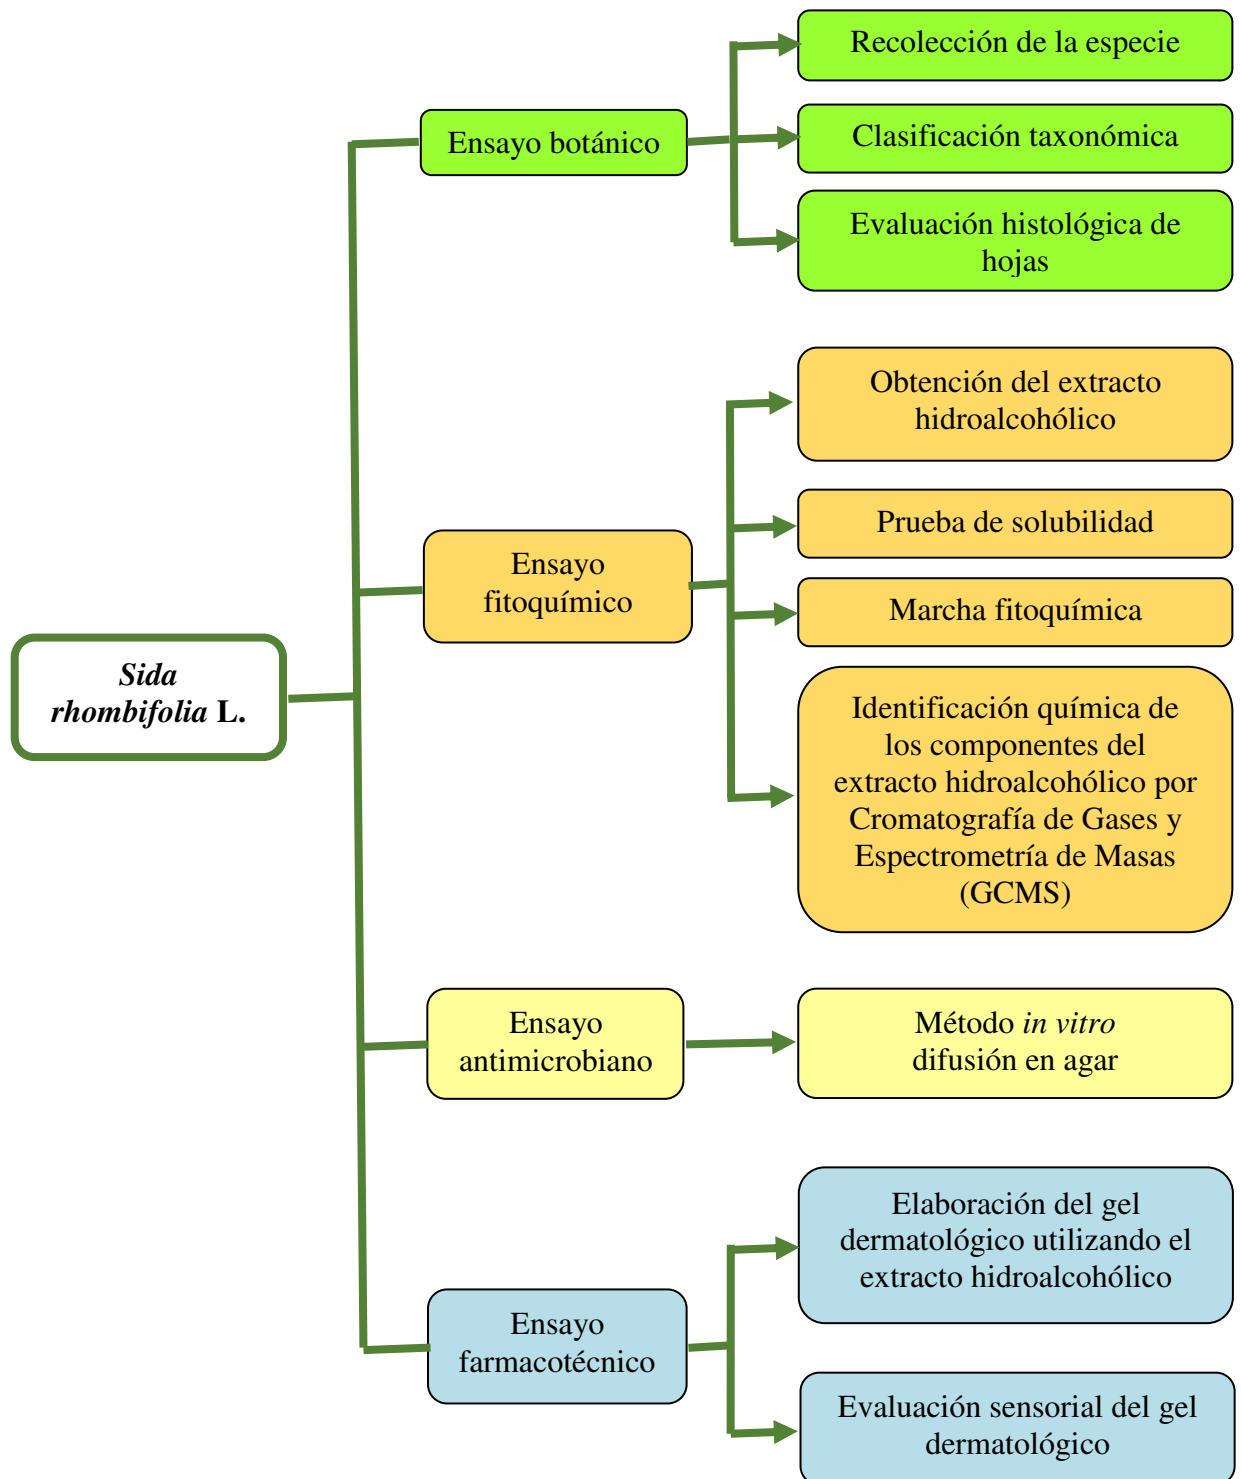 Sida
rhombifolia L.
Ensayo botánico
Recolección de la especie
Clasificación taxonómica
Evaluación histológica de
hojas
Ensayo
fitoquímico
Obtención del extracto
hidroalcohólico
Prueba de solubilidad
Marcha fitoquímica
Identificación química de
los componentes del
extracto hidroalcohólico por
Cromatografía de Gases y
Espectrometría de Masas
(GCMS)
Ensayo
antimicrobiano
Método in vitro
difusión en agar
Ensayo
farmacotécnico
Elaboración del gel
dermatológico utilizando el
extracto hidroalcohólico
Evaluación sensorial del gel
dermatológico